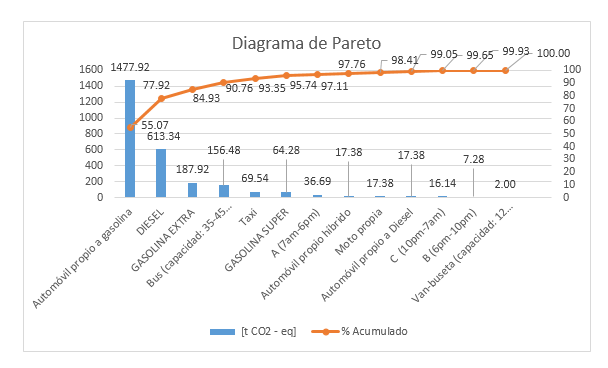 Diagrama de Pareto
1600
1400
1200
1000
800
600
400
200
0
100
90
80
70
60
50
40
30
20
10
0
1477.92
613.34
187.92
156.48
69.54
64.28
36.69
17.38
17.38
17.38
16.14
7.28
2.00
55.07
77.92
84.93
90.76
93.35
95.74
97.11
97.76
98.41
99.05
99.65
99.93
100.00
Automóvil propio a gasolina
DIESEL
GASOLINA EXTRA
Bus (capacidad: 35-45...
Taxi
GASOLINA SUPER
A (7am-6pm)
Automóvil propio híbrido
Moto propia
Automóvil propio a Diesel
C (10pm-7am)
B (6pm-10pm)
Van-buseta (capacidad: 12...
[t CO2 - eq]
% Acumulado